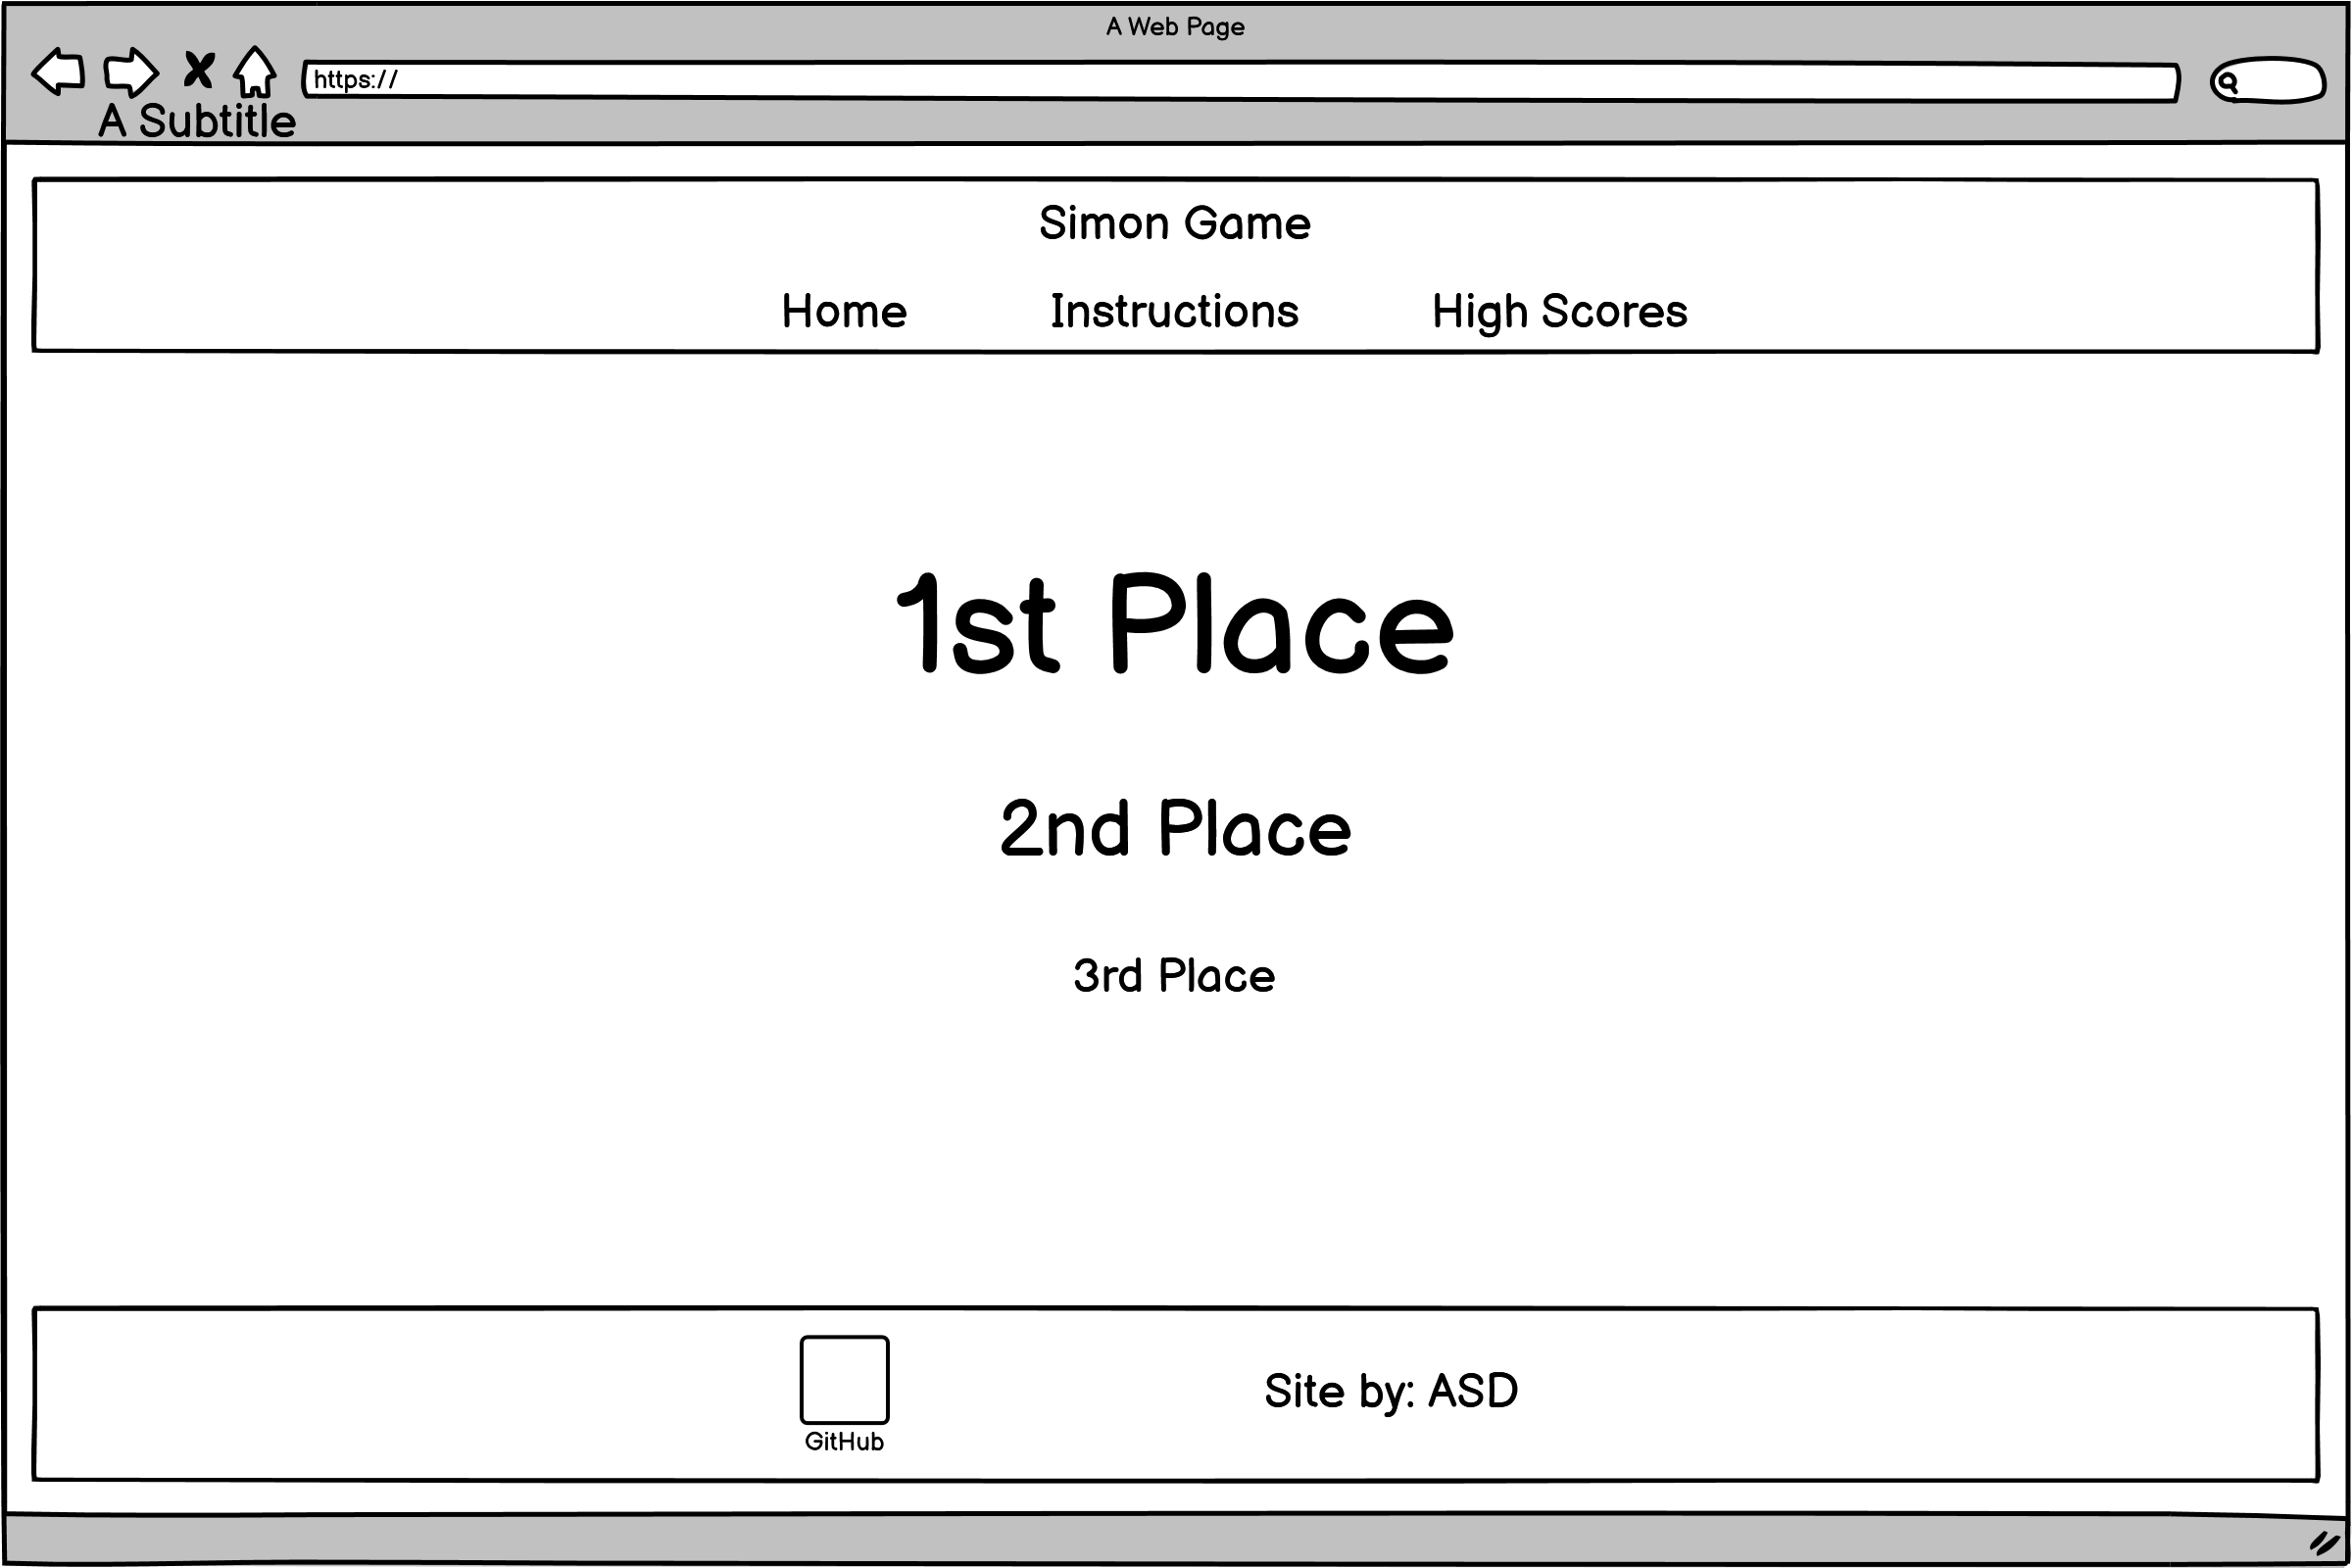 A Web Page
https://
A Subtitle
Simon Game
Home Instructions High Scores
1st Place
2nd Place
3rd Place
Site by: ASD
GitHub